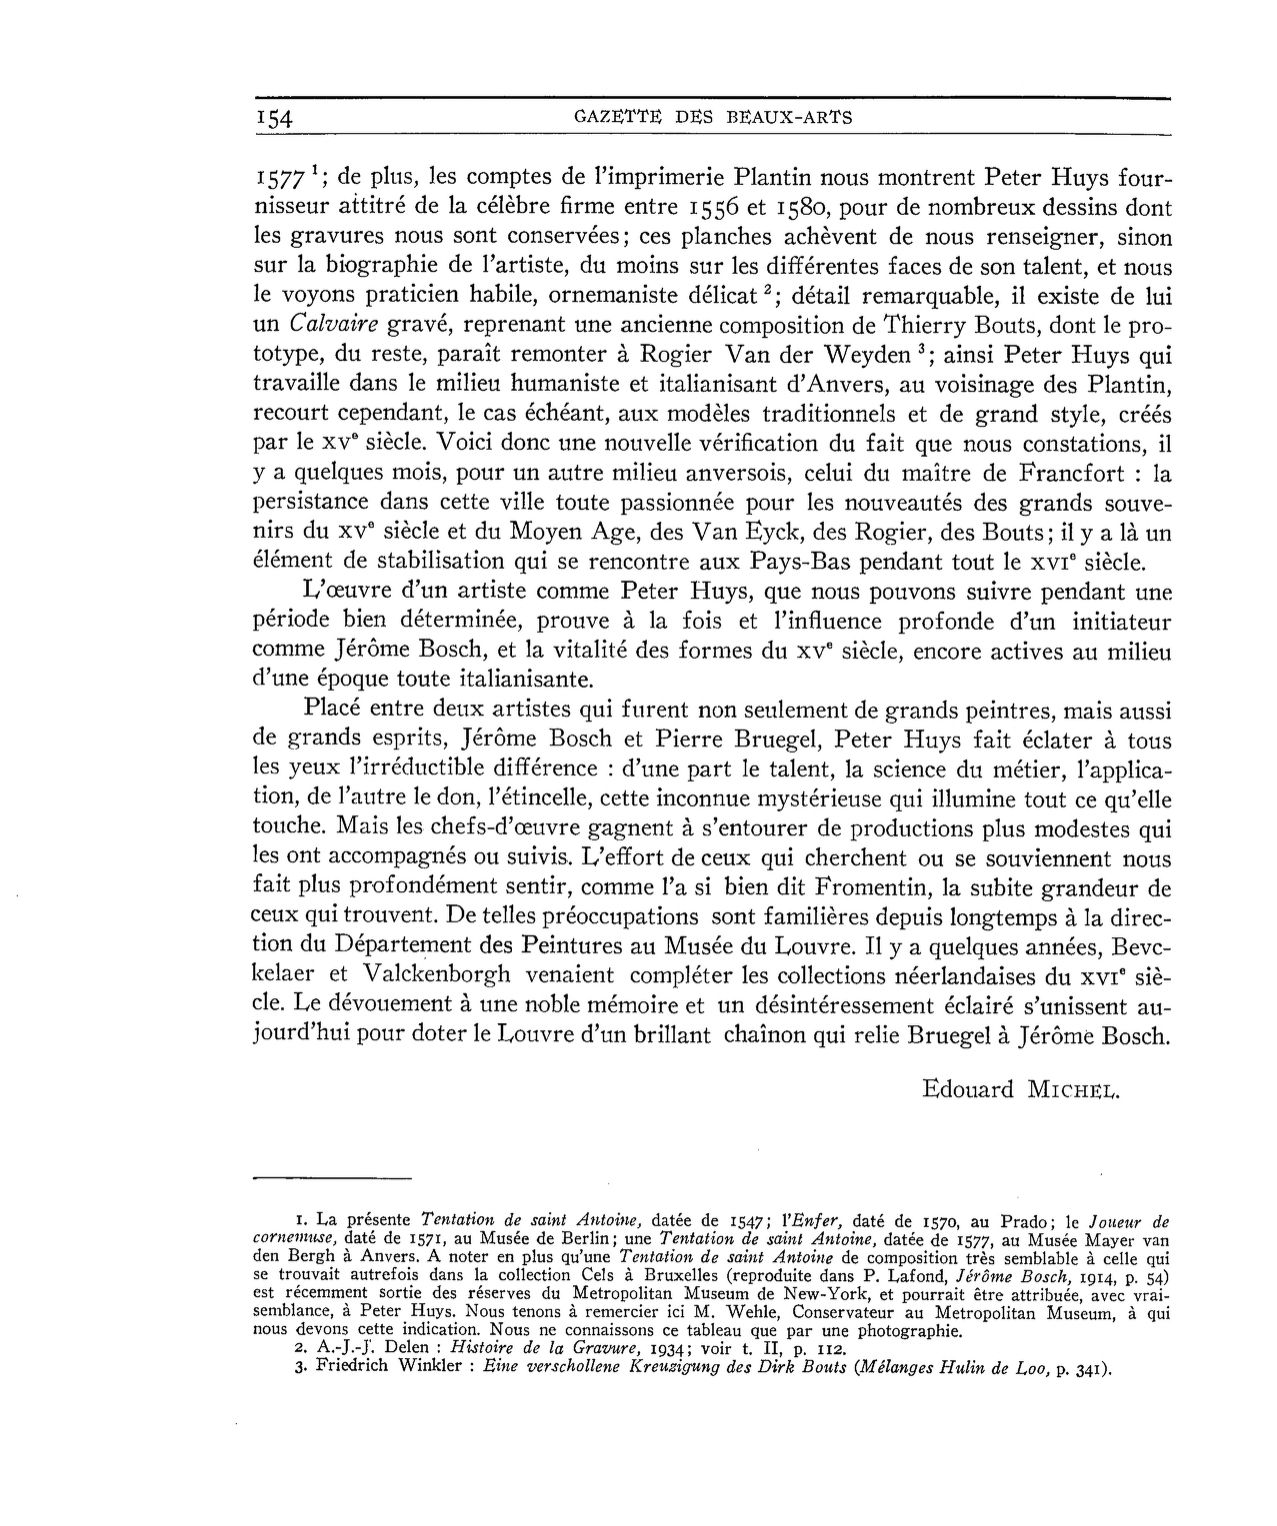 154
GAZETTE DES BEAUX-ARTS
1577 ¹; de plus, les comptes de l'imprimerie Plantin nous montrent Peter Huys four-
nisseur attitré de la célèbre firme entre 1556 et 1580, pour de nombreux dessins dont
les gravures nous sont conservées; ces planches achèvent de nous renseigner, sinon
sur la biographie de l'artiste, du moins sur les différentes faces de son talent, et nous
le voyons praticien habile, ornemaniste délicat ²; détail remarquable, il existe de lui
un Calvaire gravé, reprenant une ancienne composition de Thierry Bouts, dont le pro-
totype, du reste, paraît remonter à Rogier Van der Weyden ³; ainsi Peter Huys qui
travaille dans le milieu humaniste et italianisant d'Anvers, au voisinage des Plantin,
recourt cependant, le cas échéant, aux modèles traditionnels et de grand style, créés
par le XVe siècle. Voici donc une nouvelle vérification du fait que nous constations, il
y a quelques mois, pour un autre milieu anversois, celui du maître de Francfort : la
persistance dans cette ville toute passionnée pour les nouveautés des grands souve-
nirs du XVe siècle et du Moyen Age, des Van Eyck, des Rogier, des Bouts; il y a là un
élément de stabilisation qui se rencontre aux Pays-Bas pendant tout le XVIe siècle.
L'œuvre d'un artiste comme Peter Huys, que nous pouvons suivre pendant une
période bien déterminée, prouve à la fois et l'influence profonde d'un initiateur
comme Jérôme Bosch, et la vitalité des formes du XVe siècle, encore actives au milieu
d'une époque toute italianisante.
Placé entre deux artistes qui furent non seulement de grands peintres, mais aussi
de grands esprits, Jérôme Bosch et Pierre Bruegel, Peter Huys fait éclater à tous
les yeux l'irréductible différence : d'une part le talent, la science du métier, l'applica-
tion, de l'autre le don, l'étincelle, cette inconnue mystérieuse qui illumine tout ce qu'elle
touche. Mais les chefs-d'œuvre gagnent à s'entourer de productions plus modestes qui
les ont accompagnés ou suivis. L'effort de ceux qui cherchent ou se souviennent nous
fait plus profondément sentir, comme l'a si bien dit Fromentin, la subite grandeur de
ceux qui trouvent. De telles préoccupations sont familières depuis longtemps à la direc-
tion du Département des Peintures au Musée du Louvre. Il y a quelques années, Bevc-
kelaer et Valckenborgh venaient compléter les collections néerlandaises du XVIe siè-
cle. Le dévouement à une noble mémoire et un désintéressement éclairé s'unissent au-
jourd'hui pour doter le Louvre d'un brillant chaînon qui relie Bruegel à Jérôme Bosch.
Edouard MICHEL.
1. La présente Tentation de saint Antoine, datée de 1547; l'Enfer, daté de 1570, au Prado; le Joueur de
cornemuse, daté de 1571, au Musée de Berlin; une Tentation de saint Antoine, datée de 1577, au Musée Mayer van
den Bergh à Anvers. A noter en plus qu'une Tentation de saint Antoine de composition très semblable à celle qui
se trouvait autrefois dans la collection Cels à Bruxelles (reproduite dans P. Lafond, Jérôme Bosch, 1914, p. 54)
est récemment sortie des réserves du Metropolitan Museum de New-York, et pourrait être attribuée, avec vrai-
semblance, à Peter Huys. Nous tenons à remercier ici M. Wehle, Conservateur au Metropolitan Museum, à qui
nous devons cette indication. Nous ne connaissons ce tableau que par une photographie.
2. A.-J.-J. Delen : Histoire de la Gravure, 1934; voir t. II, p. 112.
3. Friedrich Winkler : Eine verschollene Kreuzigung des Dirk Bouts (Mélanges Hulin de Loo, p. 341).